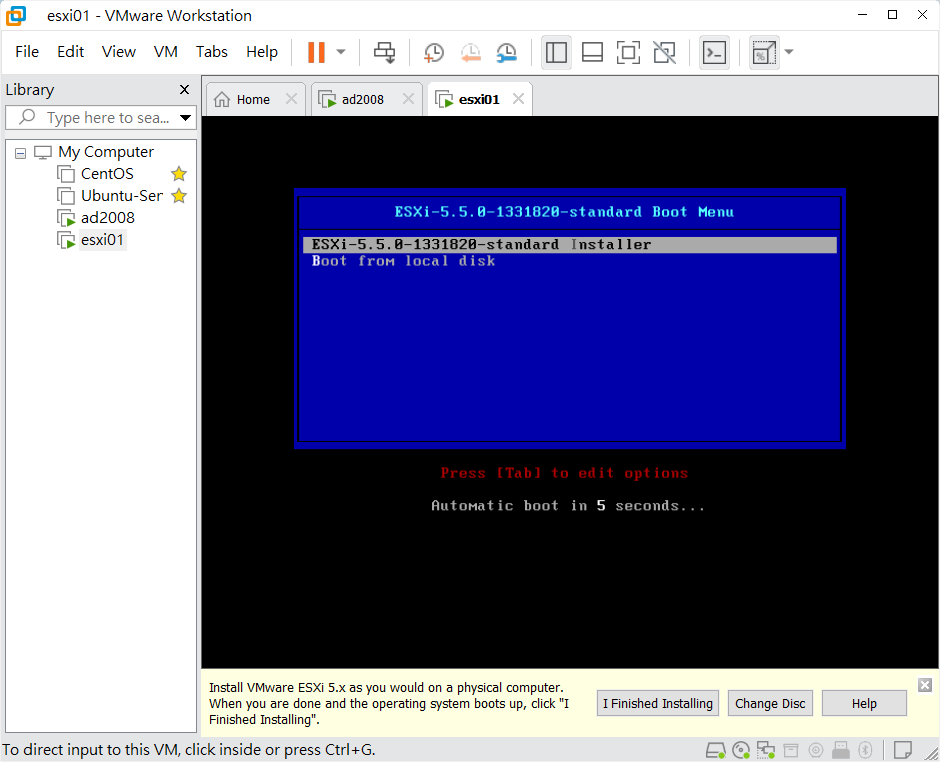 esxi01 - VMware Workstation
File Edit View VM Tabs Help
Library
Type here to sea...
My Computer
CentOS
Ubuntu-Ser
ad2008
esxi01
Home ad2008 esxi01
ESXi-5.5.0-1331820-standard Boot Menu
ESXi-5.5.0-1331820-standard Installer
Boot from local disk
Press [Tab] to edit options
Automatic boot in 5 seconds...
Install VMware ESXi 5.x as you would on a physical computer.
When you are done and the operating system boots up, click "I
Finished Installing".
I Finished Installing Change Disc Help
To direct input to this VM, click inside or press Ctrl+G.